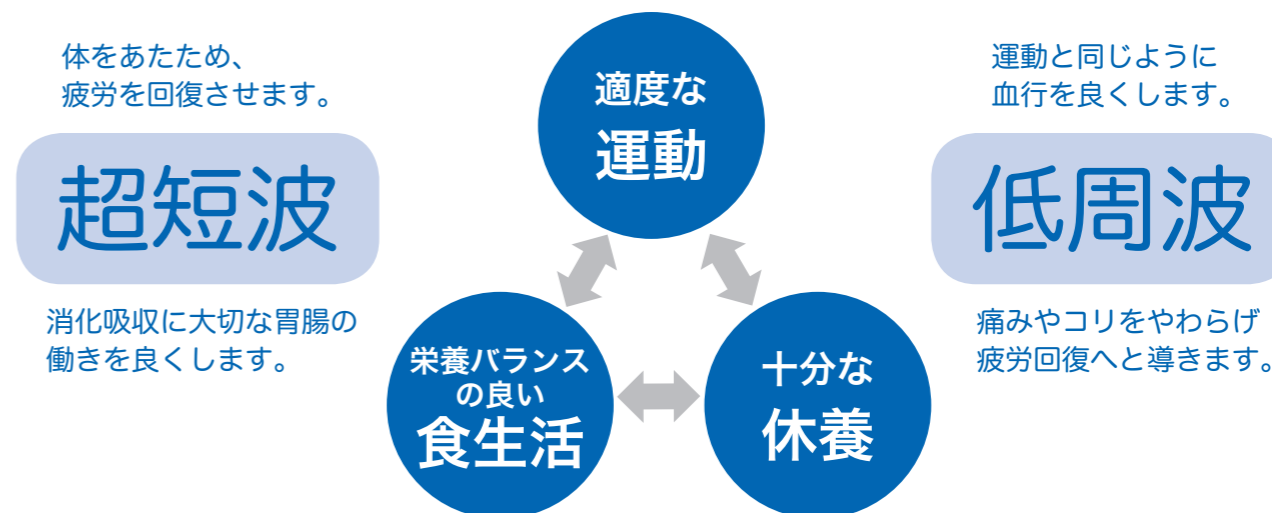 体をあたため、
疲労を回復させます。
超短波
消化吸収に大切な胃腸の
働きを良くします。
適度な
運動
栄養バランス
の良い
食生活
十分な
休養
運動と同じように
血行を良くします。
低周波
痛みやコリをやわらげ
疲労回復へと導きます。